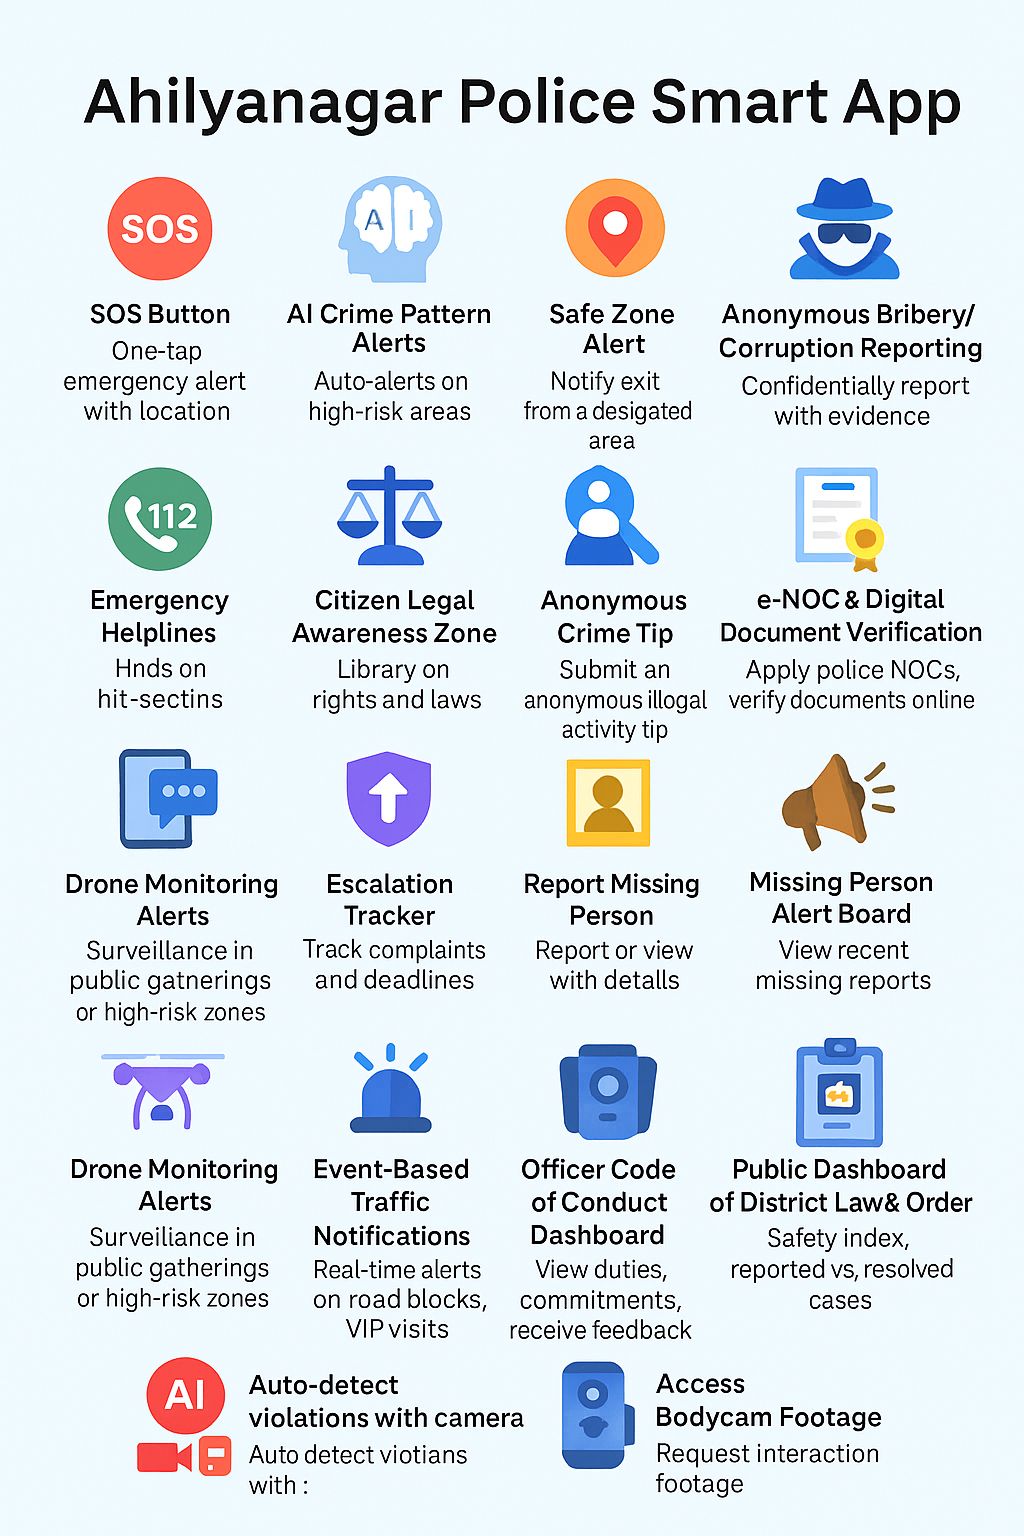 Ahilyanagar Police Smart App
SOS
SOS Button
One-tap
emergency alert
with location
A I
AI Crime Pattern
Alerts
Auto-alerts on
high-risk areas
Safe Zone
Alert
Notify exit
from a desigated
area
Anonymous Bribery/
Corruption Reporting
Confidentially report
with evidence
112
Emergency
Helplines
Hnds on
hit-sectins
Citizen Legal
Awareness Zone
Library on
rights and laws
Anonymous
Crime Tip
Submit an
anonymous illogal
activity tip
e-NOC & Digital
Document Verification
Apply police NOCs,
verify documents online
Drone Monitoring
Alerts
Surveillance in
public gatnerings
or high-risk zones
Escalation
Tracker
Track complaints
and deadlines
Report Missing
Person
Report or view
with detalls
Missing Person
Alert Board
View recent
missing reports
Drone Monitoring
Alerts
Surveiliance in
public gatherings
or high-risk zones
Event-Based
Traffic
Notifications
Real-time alerts
on road blocks,
VIP visits
Officer Code
of Conduct
Dashboard
View duties,
commitments,
receive feedback
Public Dashboard
of District Law& Order
Safety index,
reported vs, resolved
cases
AI
Auto-detect
violations with camera
Auto detect viotians
with :
Access
Bodycam Footage
Request interaction
footage